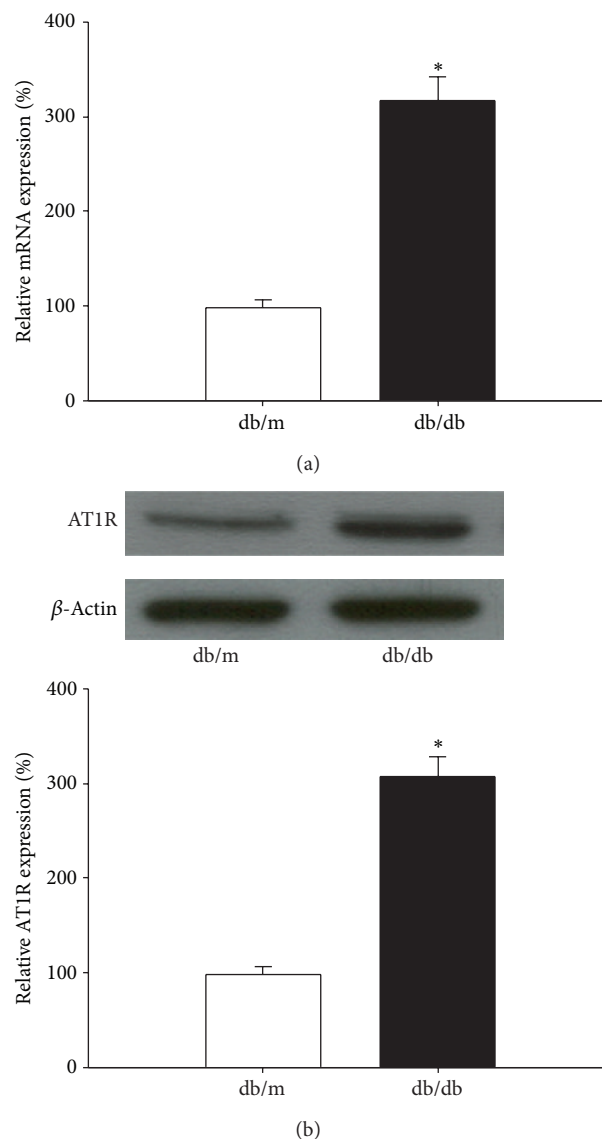 Relative mRNA expression (%)
400
300
200
100
0
*
db/m db/db
(a)
AT1R
β-Actin
db/m db/db
Relative AT1R expression (%)
400
300
200
100
0
*
db/m db/db
(b)